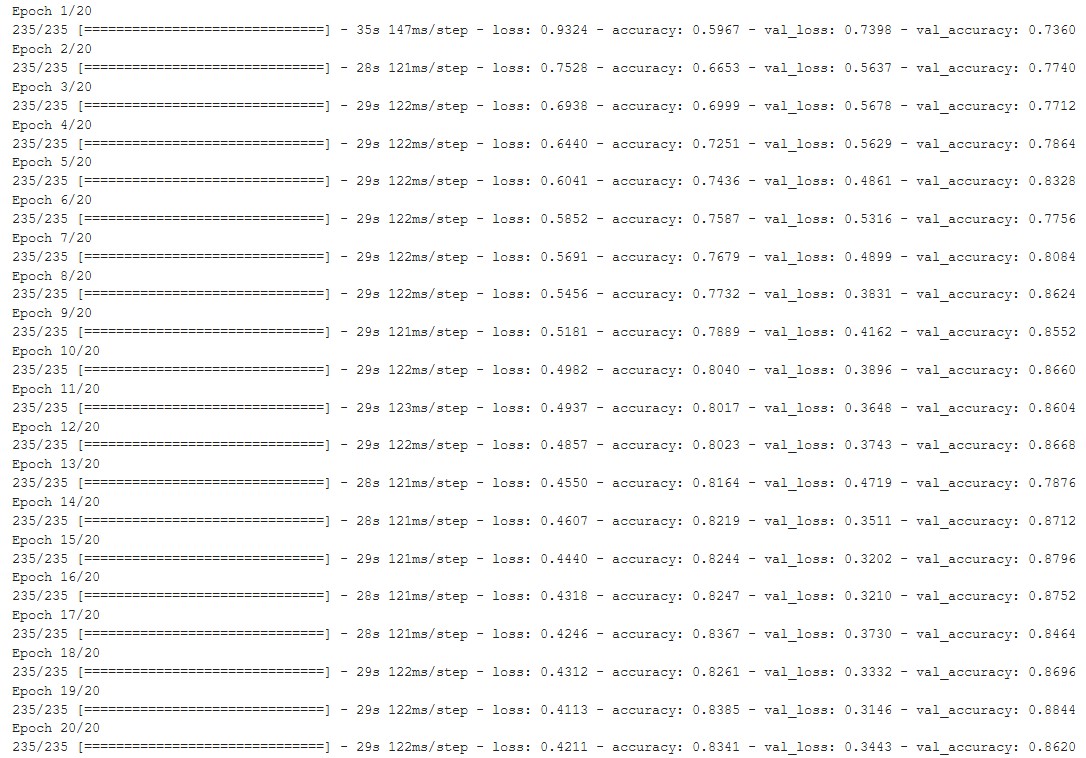 Epoch 1/20
235/235 [==============================] - 35s 147ms/step - loss: 0.9324 - accuracy: 0.5967 - val_loss: 0.7398 - val_accuracy: 0.7360
Epoch 2/20
235/235 [==============================] - 28s 121ms/step - loss: 0.7528 - accuracy: 0.6653 - val_loss: 0.5637 - val_accuracy: 0.7740
Epoch 3/20
235/235 [==============================] - 29s 122ms/step - loss: 0.6938 - accuracy: 0.6999 - val_loss: 0.5678 - val_accuracy: 0.7712
Epoch 4/20
235/235 [==============================] - 29s 122ms/step - loss: 0.6440 - accuracy: 0.7251 - val_loss: 0.5629 - val_accuracy: 0.7864
Epoch 5/20
235/235 [==============================] - 29s 122ms/step - loss: 0.6041 - accuracy: 0.7436 - val_loss: 0.4861 - val_accuracy: 0.8328
Epoch 6/20
235/235 [==============================] - 29s 122ms/step - loss: 0.5852 - accuracy: 0.7587 - val_loss: 0.5316 - val_accuracy: 0.7756
Epoch 7/20
235/235 [==============================] - 29s 122ms/step - loss: 0.5691 - accuracy: 0.7679 - val_loss: 0.4899 - val_accuracy: 0.8084
Epoch 8/20
235/235 [==============================] - 29s 122ms/step - loss: 0.5456 - accuracy: 0.7732 - val_loss: 0.3831 - val_accuracy: 0.8624
Epoch 9/20
235/235 [==============================] - 29s 121ms/step - loss: 0.5181 - accuracy: 0.7889 - val_loss: 0.4162 - val_accuracy: 0.8552
Epoch 10/20
235/235 [==============================] - 29s 122ms/step - loss: 0.4982 - accuracy: 0.8040 - val_loss: 0.3896 - val_accuracy: 0.8660
Epoch 11/20
235/235 [==============================] - 29s 123ms/step - loss: 0.4937 - accuracy: 0.8017 - val_loss: 0.3648 - val_accuracy: 0.8604
Epoch 12/20
235/235 [==============================] - 29s 122ms/step - loss: 0.4857 - accuracy: 0.8023 - val_loss: 0.3743 - val_accuracy: 0.8668
Epoch 13/20
235/235 [==============================] - 28s 121ms/step - loss: 0.4550 - accuracy: 0.8164 - val_loss: 0.4719 - val_accuracy: 0.7876
Epoch 14/20
235/235 [==============================] - 28s 121ms/step - loss: 0.4607 - accuracy: 0.8219 - val_loss: 0.3511 - val_accuracy: 0.8712
Epoch 15/20
235/235 [==============================] - 29s 121ms/step - loss: 0.4440 - accuracy: 0.8244 - val_loss: 0.3202 - val_accuracy: 0.8796
Epoch 16/20
235/235 [==============================] - 28s 121ms/step - loss: 0.4318 - accuracy: 0.8247 - val_loss: 0.3210 - val_accuracy: 0.8752
Epoch 17/20
235/235 [==============================] - 28s 121ms/step - loss: 0.4246 - accuracy: 0.8367 - val_loss: 0.3730 - val_accuracy: 0.8464
Epoch 18/20
235/235 [==============================] - 29s 122ms/step - loss: 0.4312 - accuracy: 0.8261 - val_loss: 0.3332 - val_accuracy: 0.8696
Epoch 19/20
235/235 [==============================] - 29s 122ms/step - loss: 0.4113 - accuracy: 0.8385 - val_loss: 0.3146 - val_accuracy: 0.8844
Epoch 20/20
235/235 [==============================] - 29s 122ms/step - loss: 0.4211 - accuracy: 0.8341 - val_loss: 0.3443 - val_accuracy: 0.8620